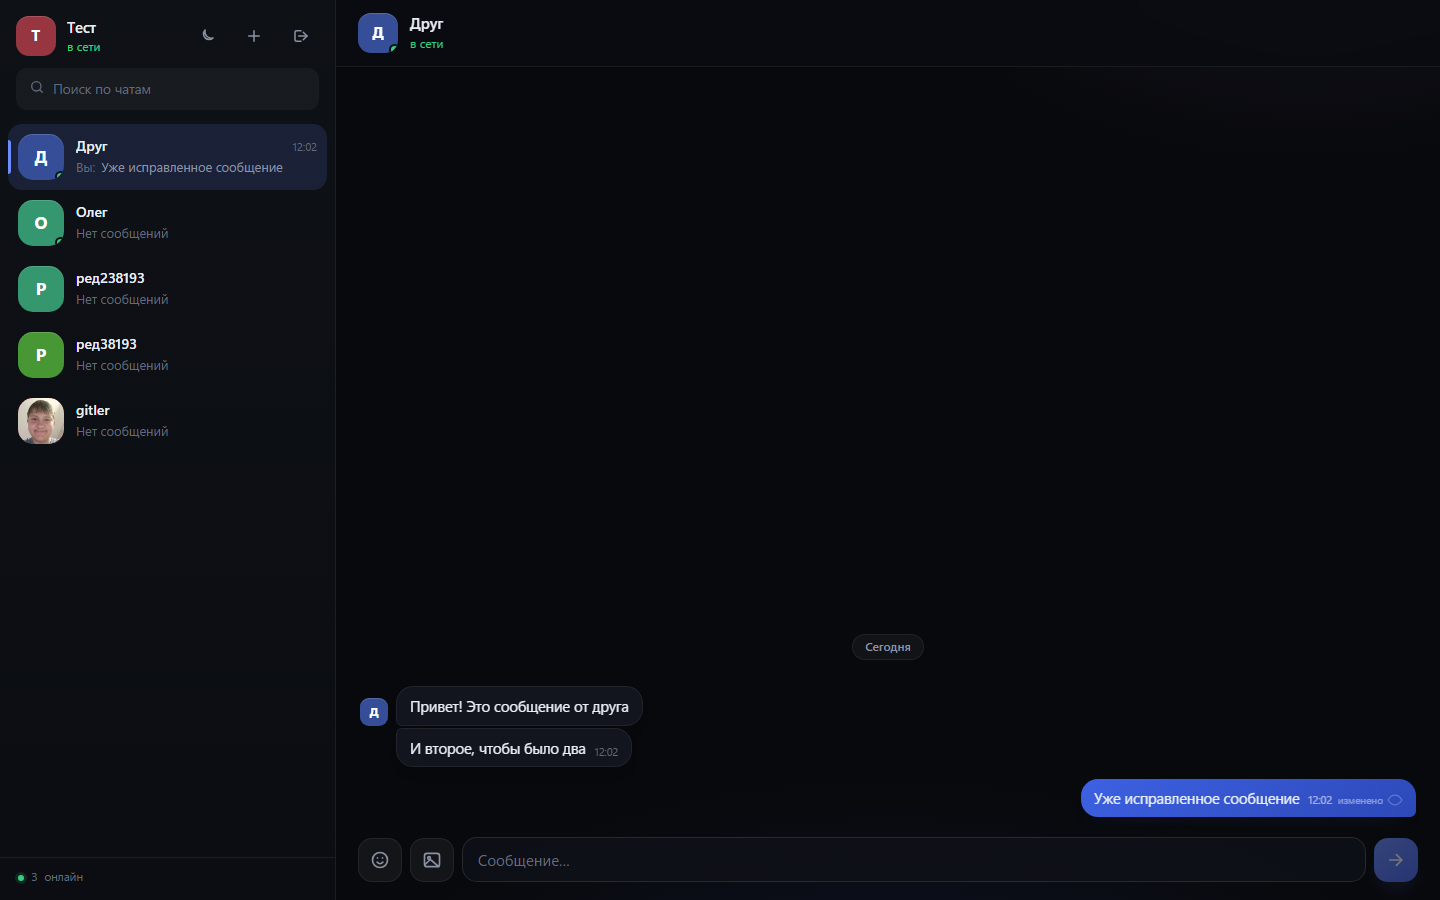 Т
Тест
в сети
Поиск по чатам
Д
Друг
12:02
Вы: Уже исправленное сообщение
О
Олег
Нет сообщений
Р
ред238193
Нет сообщений
Р
ред38193
Нет сообщений
gitler
Нет сообщений
3 онлайн
Д
Друг
в сети
Сегодня
Д
Привет! Это сообщение от друга
И второе, чтобы было два 12:02
Уже исправленное сообщение 12:02 изменено
Сообщение...